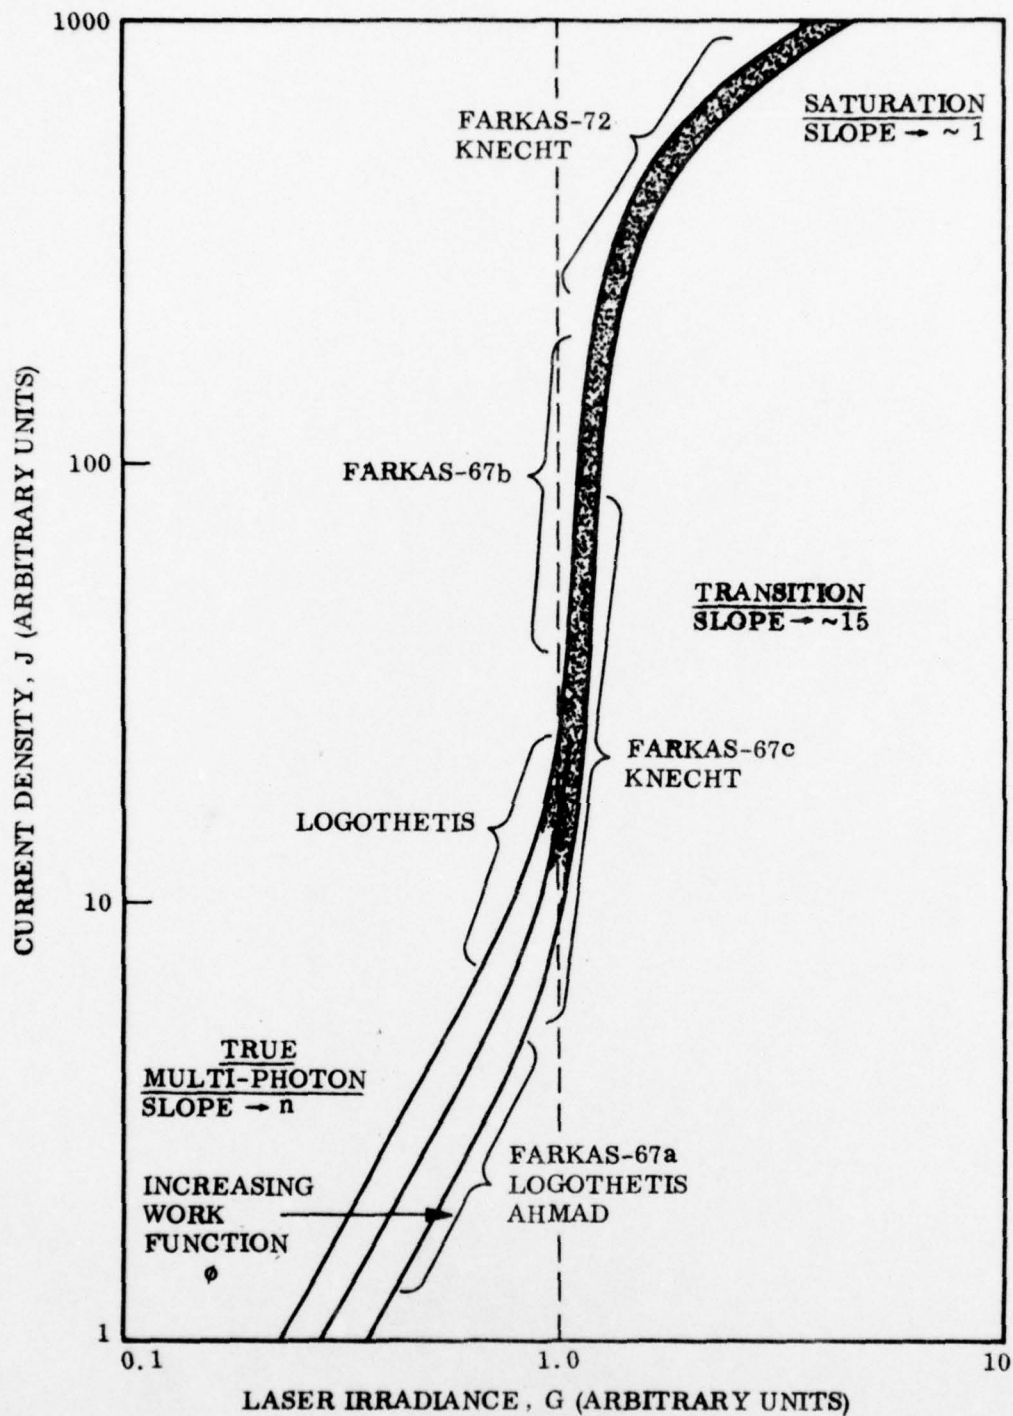 1000
FARKAS-72
KNECHT
SATURATION
SLOPE → ~ 1
CURRENT DENSITY, J (ARBITRARY UNITS)
100
FARKAS-67b
TRANSITION
SLOPE → ~15
FARKAS-67c
KNECHT
LOGOTHETIS
10
TRUE
MULTI-PHOTON
SLOPE → n
INCREASING
WORK
FUNCTION
ø
FARKAS-67a
LOGOTHETIS
AHMAD
1
0.1
1.0
10
LASER IRRADIANCE, G (ARBITRARY UNITS)